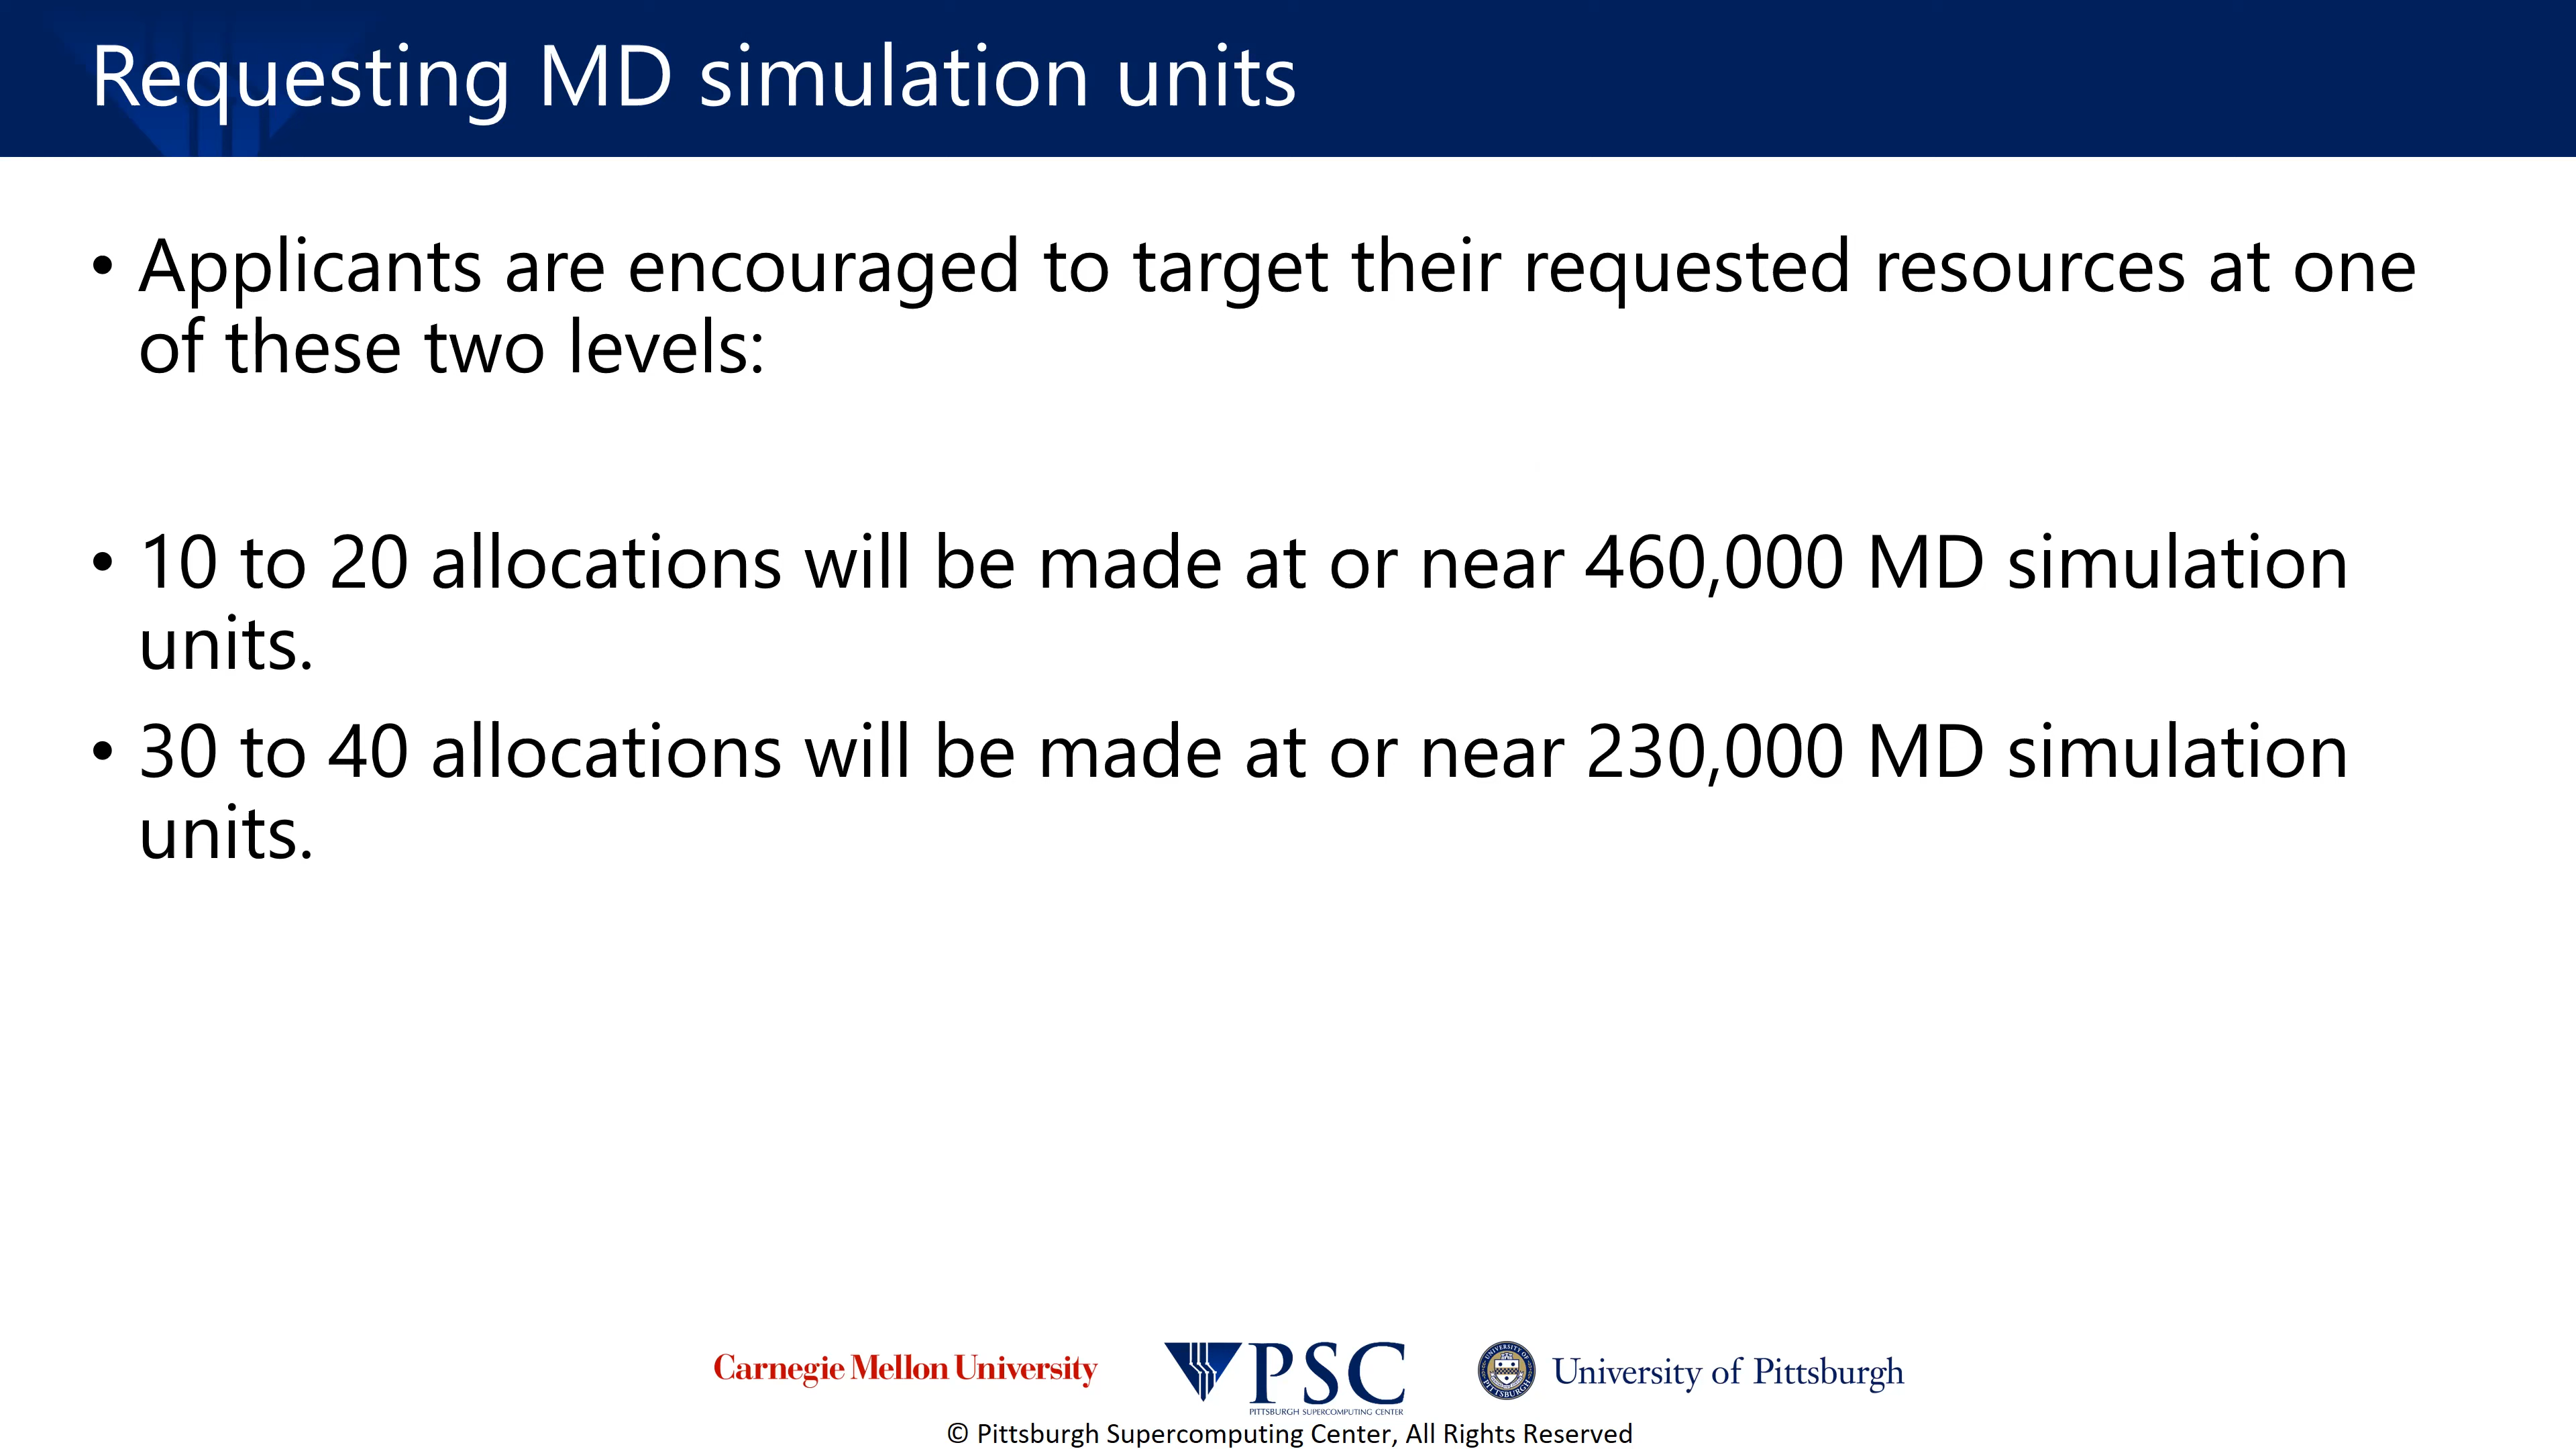 Requesting MD simulation units
• Applicants are encouraged to target their requested resources at one
of these two levels:
• 10 to 20 allocations will be made at or near 460,000 MD simulation
units.
• 30 to 40 allocations will be made at or near 230,000 MD simulation
units.
Carnegie Mellon University
PSC
PITTSBURGH SUPERCOMPUTING CENTER
UNIVERSITY OF PITTSBURGH
University of Pittsburgh
© Pittsburgh Supercomputing Center, All Rights Reserved